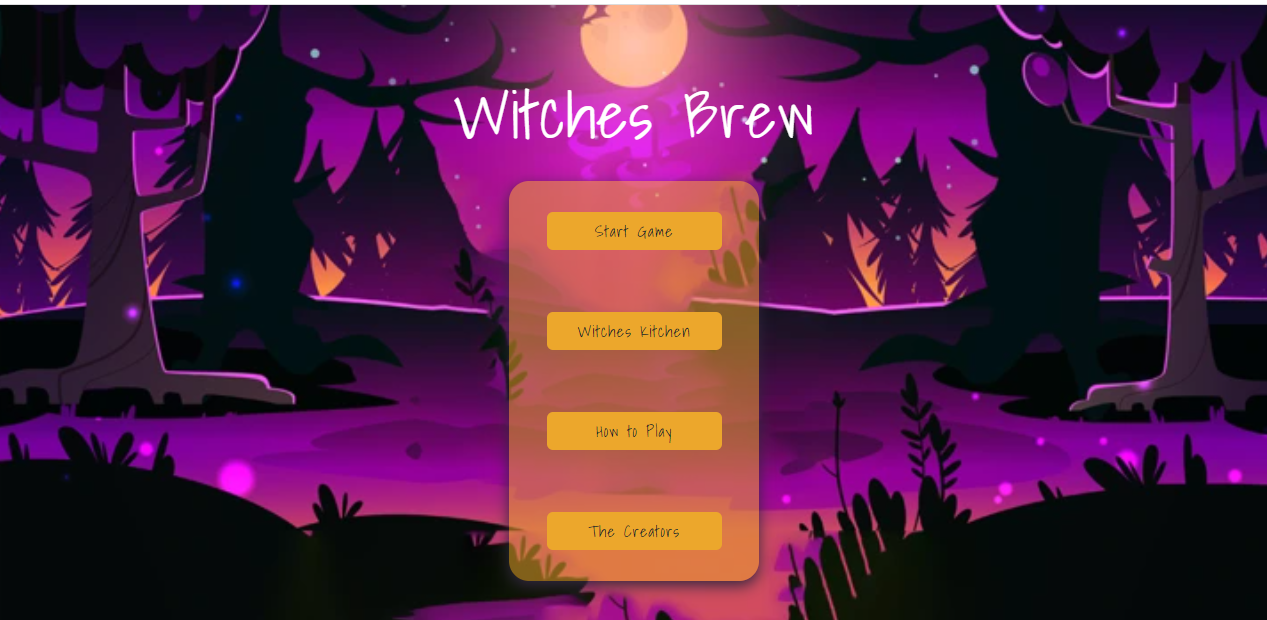 Witches Brew
Start Game
Witches Kitchen
How to Play
The Creators